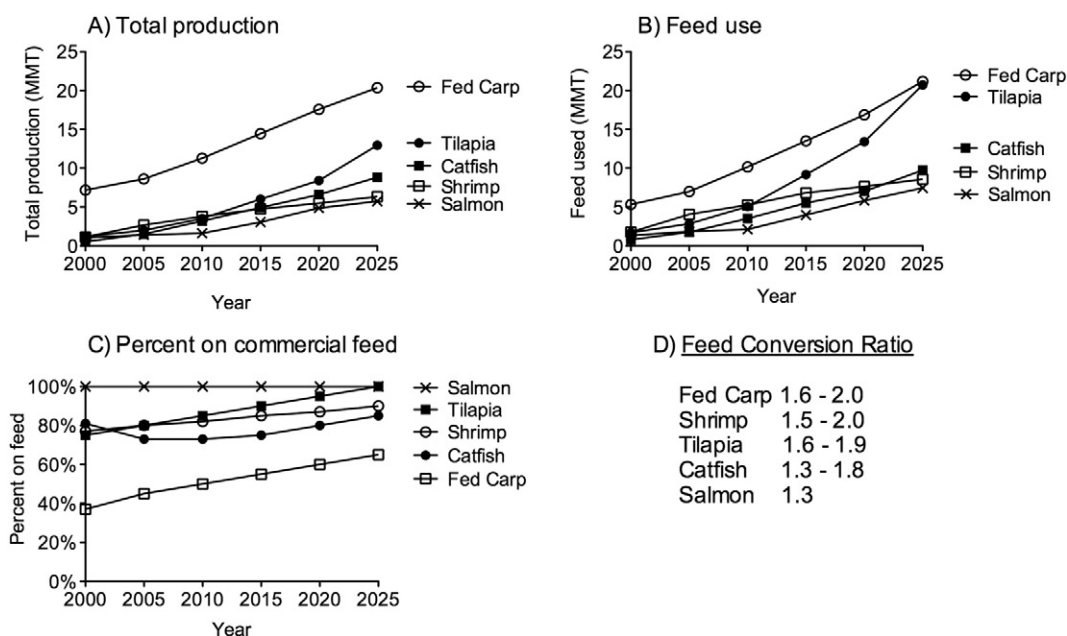 A) Total production
Total production (MMT)
25
20
15
10
5
0
2000 2005 2010 2015 2020 2025
Year
Fed Carp
Tilapia
Catfish
Shrimp
Salmon
B) Feed use
Feed used (MMT)
25
20
15
10
5
0
2000 2005 2010 2015 2020 2025
Year
Fed Carp
Tilapia
Catfish
Shrimp
Salmon
C) Percent on commercial feed
Percent on feed
100%
80%
60%
40%
20%
0%
2000 2005 2010 2015 2020 2025
Year
Salmon
Tilapia
Shrimp
Catfish
Fed Carp
D) Feed Conversion Ratio
Fed Carp 1.6 - 2.0
Shrimp 1.5 - 2.0
Tilapia 1.6 - 1.9
Catfish 1.3 - 1.8
Salmon 1.3